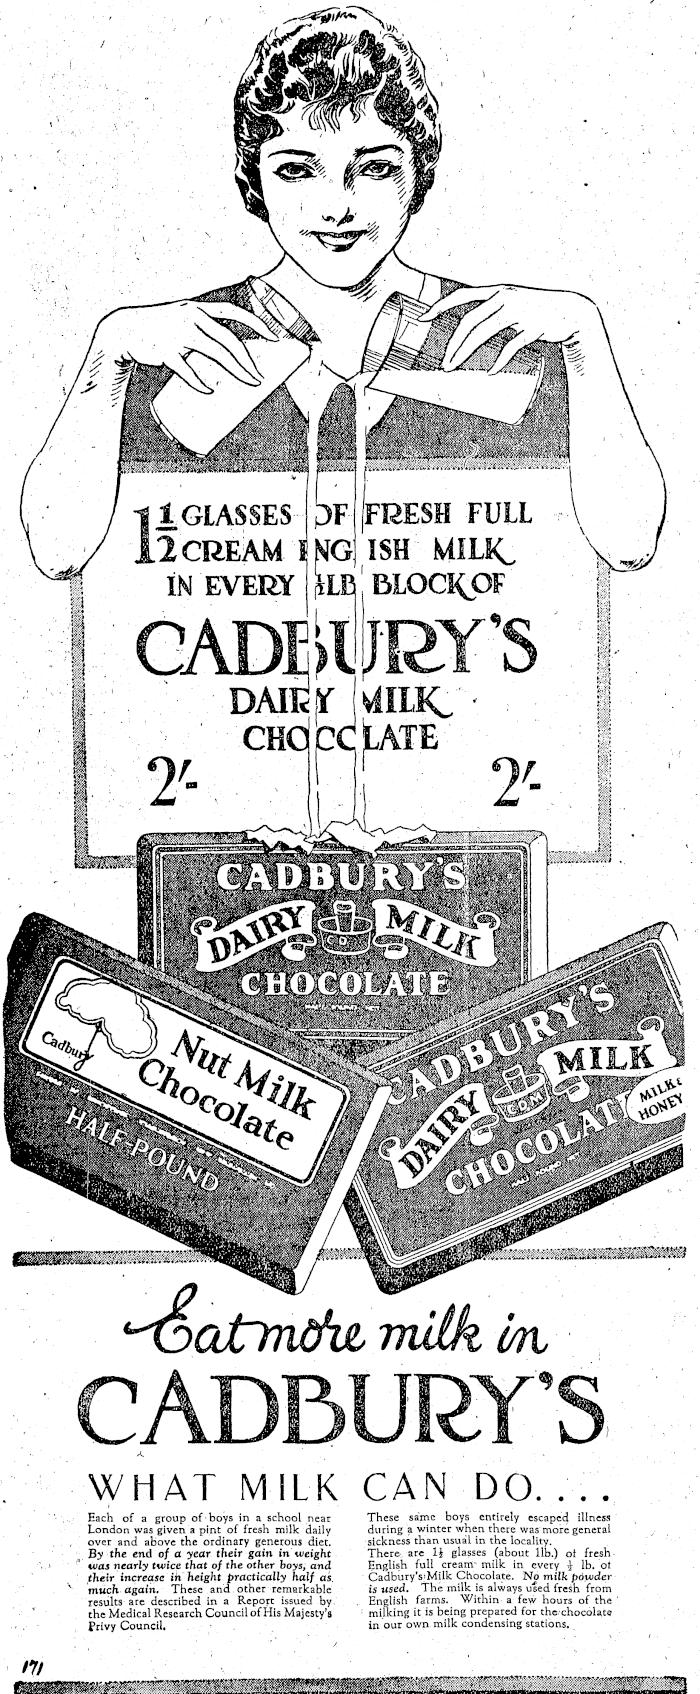 1½ GLASSES OF FRESH FULL
CREAM ENGLISH MILK
IN EVERY ½LB BLOCK OF
CADBURY'S
DAIRY MILK
CHOCOLATE
2/- 2/-
CADBURY'S
DAIRY MILK
C.D.M
CHOCOLATE
Cadbury
Nut Milk
Chocolate
HALF-POUND
CADBURY'S
DAIRY MILK
C.D.M
CHOCOLATE
HALF POUND NET
MILK &
HONEY
Eat more milk in
CADBURY'S
WHAT MILK CAN DO....
Each of a group of boys in a school near
London was given a pint of fresh milk daily
over and above the ordinary generous diet.
By the end of a year their gain in weight
was nearly twice that of the other boys, and
their increase in height practically half as
much again. These and other remarkable
results are described in a Report issued by
the Medical Research Council of His Majesty's
Privy Council.
These same boys entirely escaped illness
during a winter when there was more general
sickness than usual in the locality.
There are 1½ glasses (about 1lb.) of fresh
English full cream milk in every ½ lb. of
Cadbury's Milk Chocolate. No milk powder
is used. The milk is always used fresh from
English farms. Within a few hours of the
milking it is being prepared for the chocolate
in our own milk condensing stations.
171